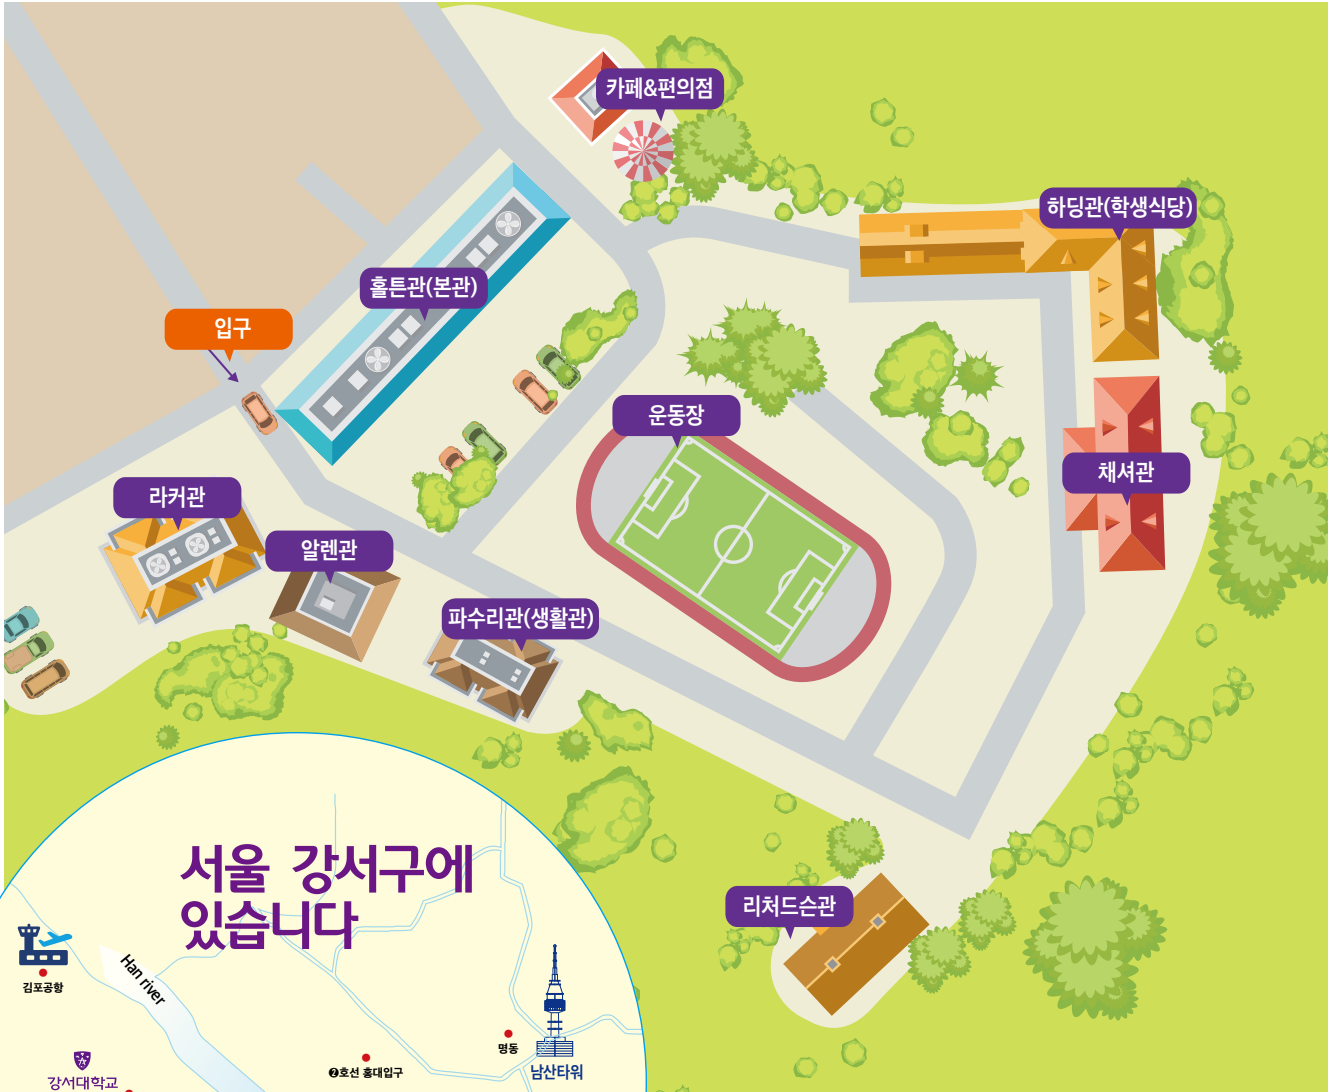 카페&편의점
하딩관(학생식당)
홀튼관(본관)
입구
운동장
채셔관
라커관
알렌관
파수리관(생활관)
리처드슨관
서울 강서구에
있습니다
Han river
김포공항
명동
남산타워
❷호선 홍대입구
강서대학교